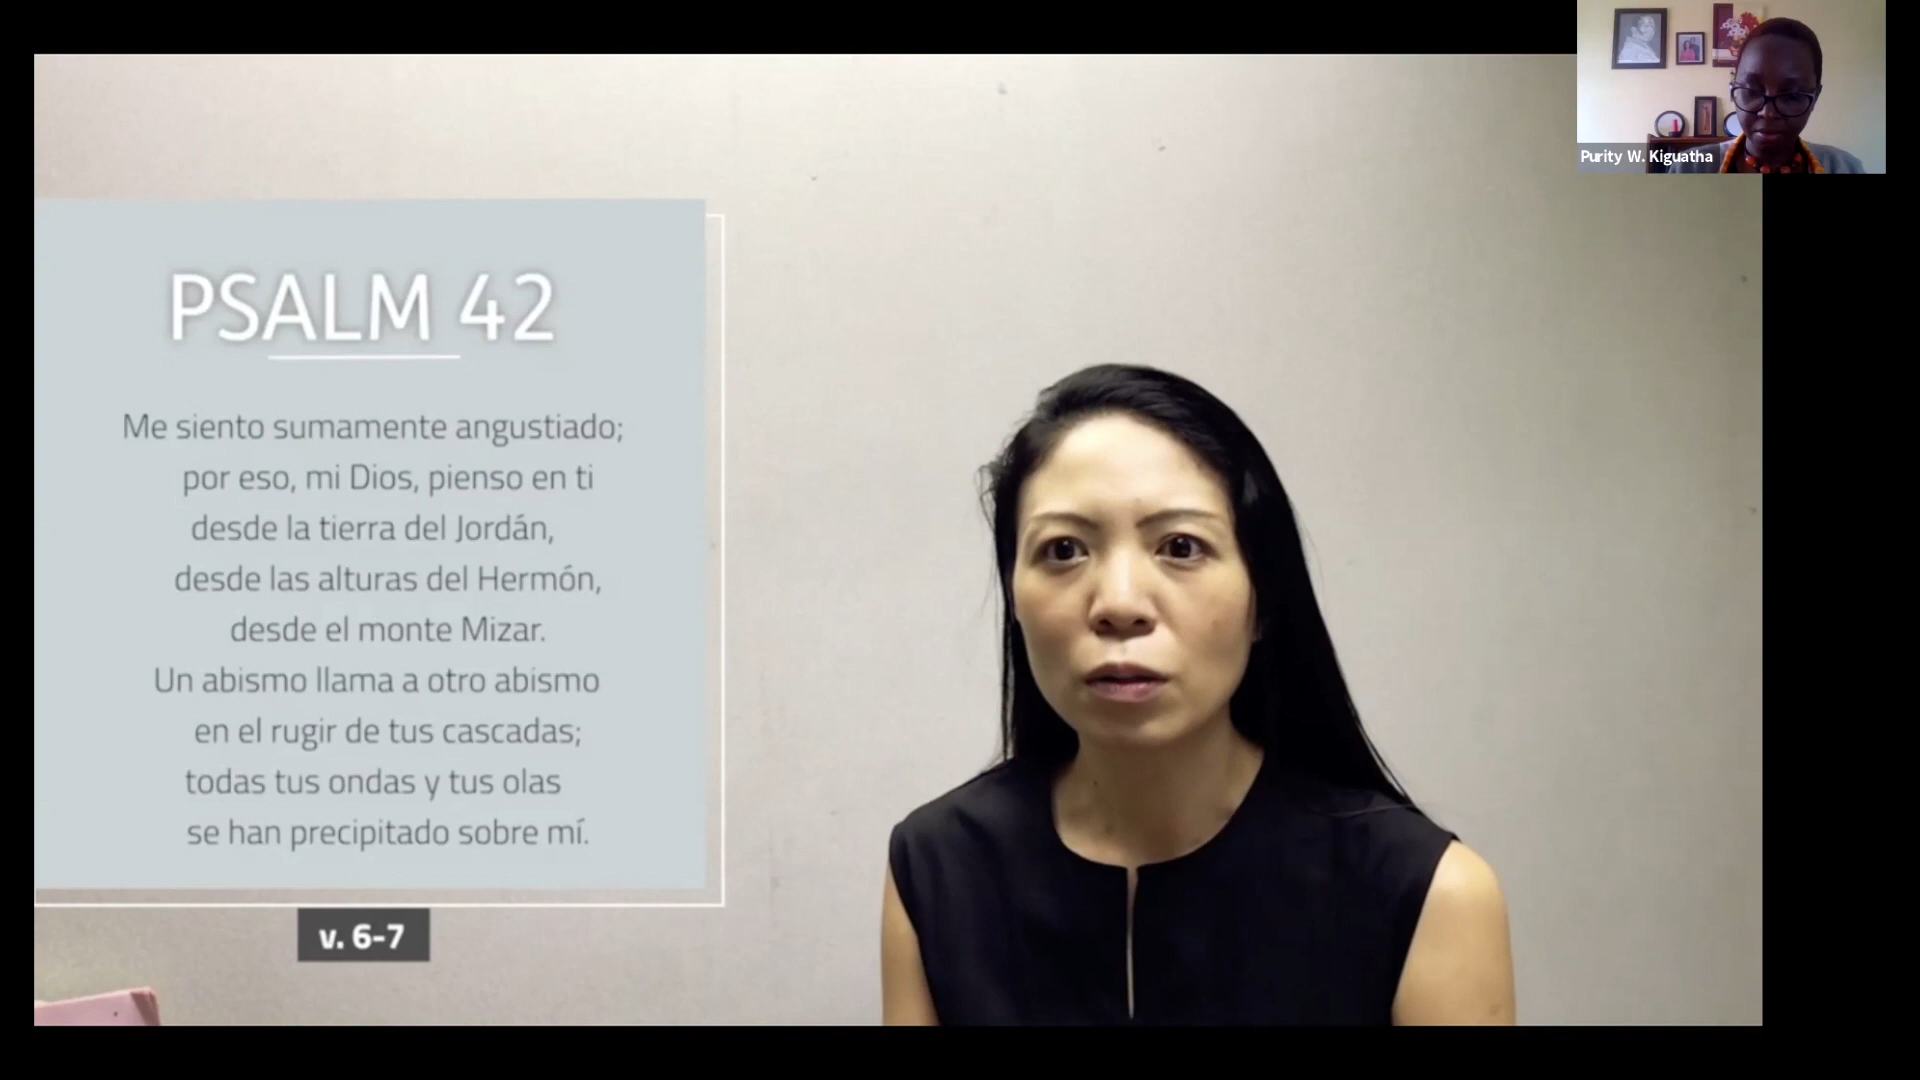 Purity W. Kiguatha
PSALM 42
Me siento sumamente angustiado;
por eso, mi Dios, pienso en ti
desde la tierra del Jordán,
desde las alturas del Hermón,
desde el monte Mizar.
Un abismo llama a otro abismo
en el rugir de tus cascadas;
todas tus ondas y tus olas
se han precipitado sobre mí.
v. 6-7